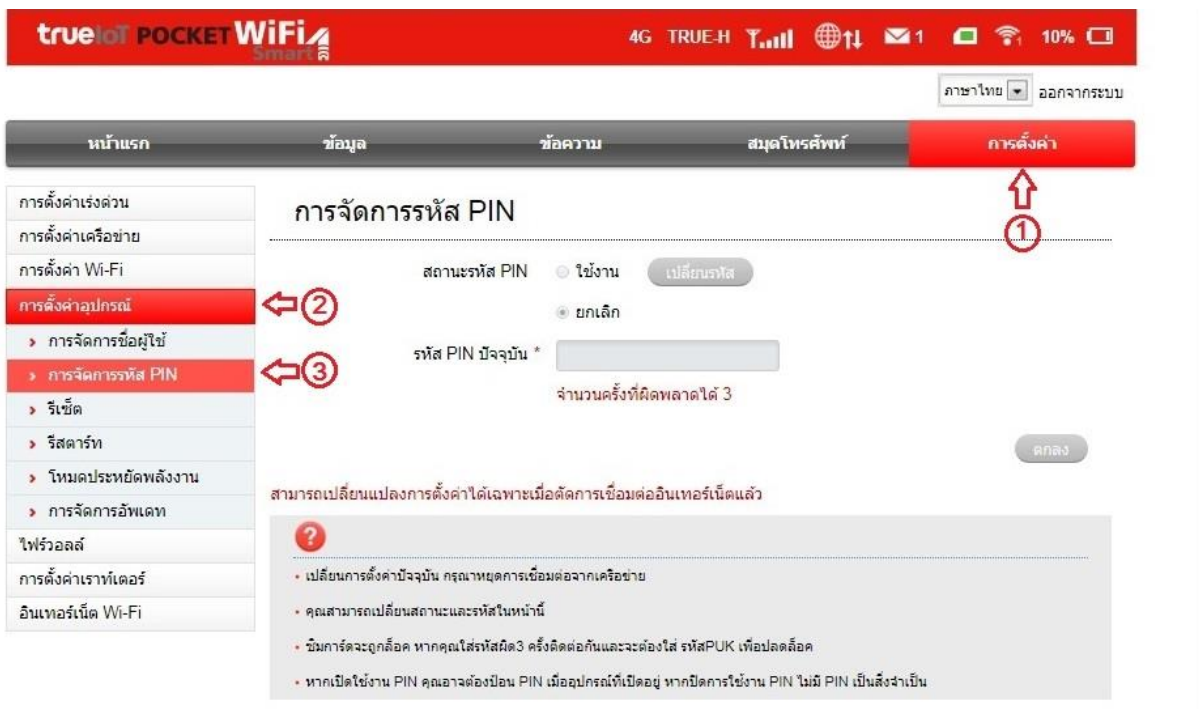 trueIoT POCKET WiFi 4G TRUE-H 1 1 10%
Smart
ภาษาไทย ออกจากระบบ
หน้าแรก ข้อมูล ข้อความ สมุดโทรศัพท์ การตั้งค่า
การตั้งค่าเร่งด่วน
การตั้งค่าเครือข่าย
การตั้งค่า Wi-Fi
การตั้งค่าอุปกรณ์
› การจัดการชื่อผู้ใช้
› การจัดการรหัส PIN
› รีเซ็ต
› รีสตาร์ท
› โหมดประหยัดพลังงาน
› การจัดการอัพเดท
ไฟร์วอลล์
การตั้งค่าเราท์เตอร์
อินเทอร์เน็ต Wi-Fi
1
2
3
การจัดการรหัส PIN
สถานะรหัส PIN ใช้งาน เปลี่ยนรหัส
ยกเลิก
รหัส PIN ปัจจุบัน *
จำนวนครั้งที่ผิดพลาดได้ 3
ตกลง
สามารถเปลี่ยนแปลงการตั้งค่าได้เฉพาะเมื่อตัดการเชื่อมต่ออินเทอร์เน็ตแล้ว
?
• เปลี่ยนการตั้งค่าปัจจุบัน กรุณาหยุดการเชื่อมต่อจากเครือข่าย
• คุณสามารถเปลี่ยนสถานะและรหัสในหน้านี้
• ซิมการ์ดจะถูกล็อค หากคุณใส่รหัสผิด3 ครั้งติดต่อกันและจะต้องใส่ รหัสPUK เพื่อปลดล็อค
• หากเปิดใช้งาน PIN คุณอาจต้องป้อน PIN เมื่ออุปกรณ์ที่เปิดอยู่ หากปิดการใช้งาน PIN ไม่มี PIN เป็นสิ่งจำเป็น